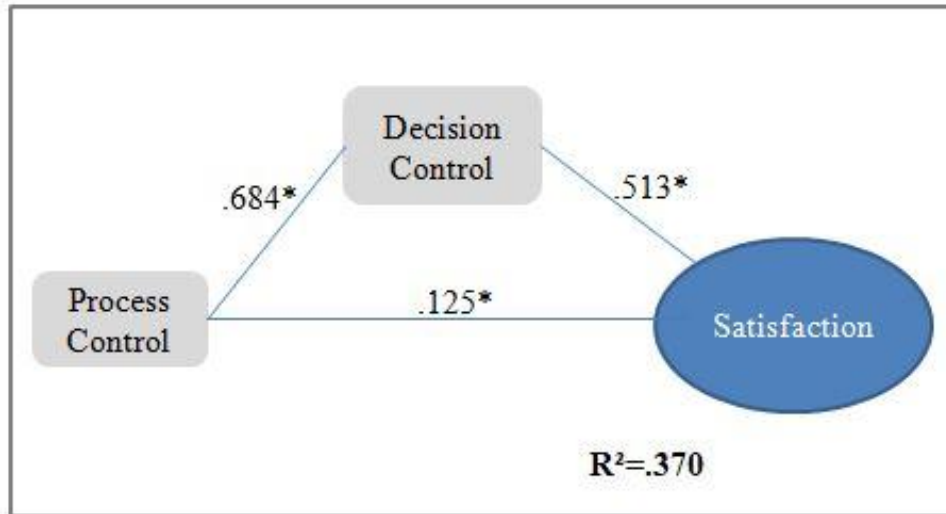 Decision
Control
.684*
.513*
Process
Control
.125*
Satisfaction
R²=.370